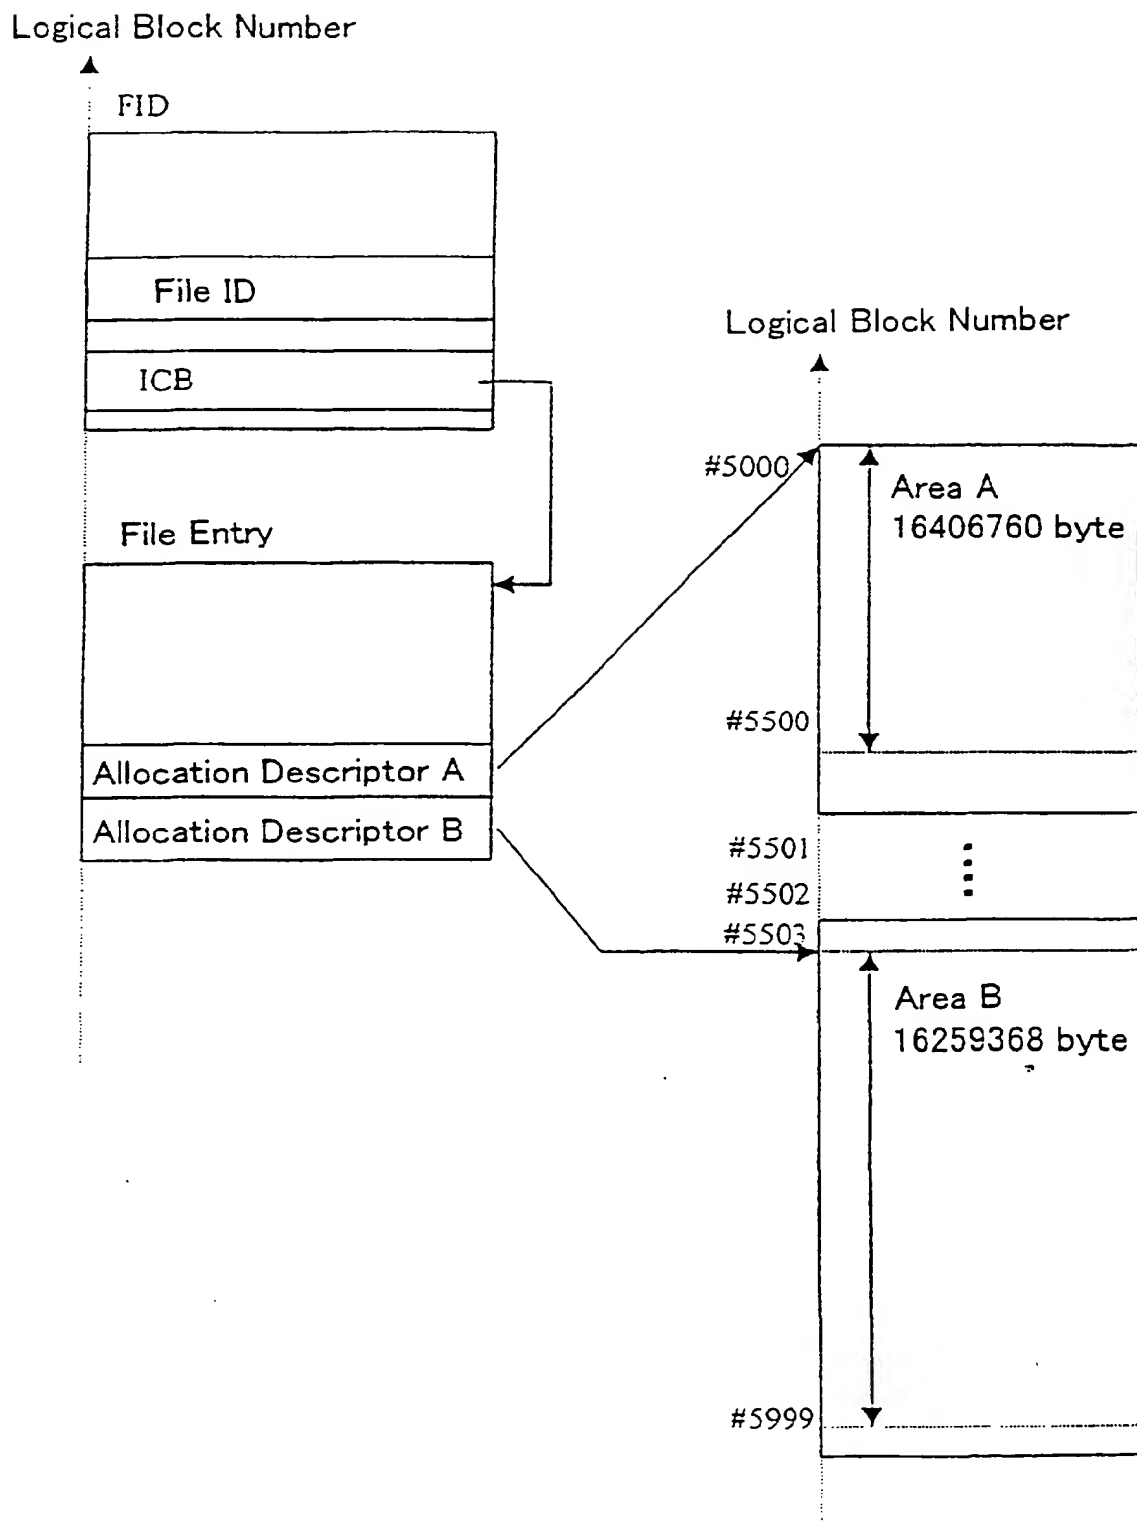 Logical Block Number
FID
File ID
ICB
File Entry
Allocation Descriptor A
Allocation Descriptor B
Logical Block Number
#5000
Area A
16406760 byte
#5500
#5501
#5502
#5503
Area B
16259368 byte
#5999